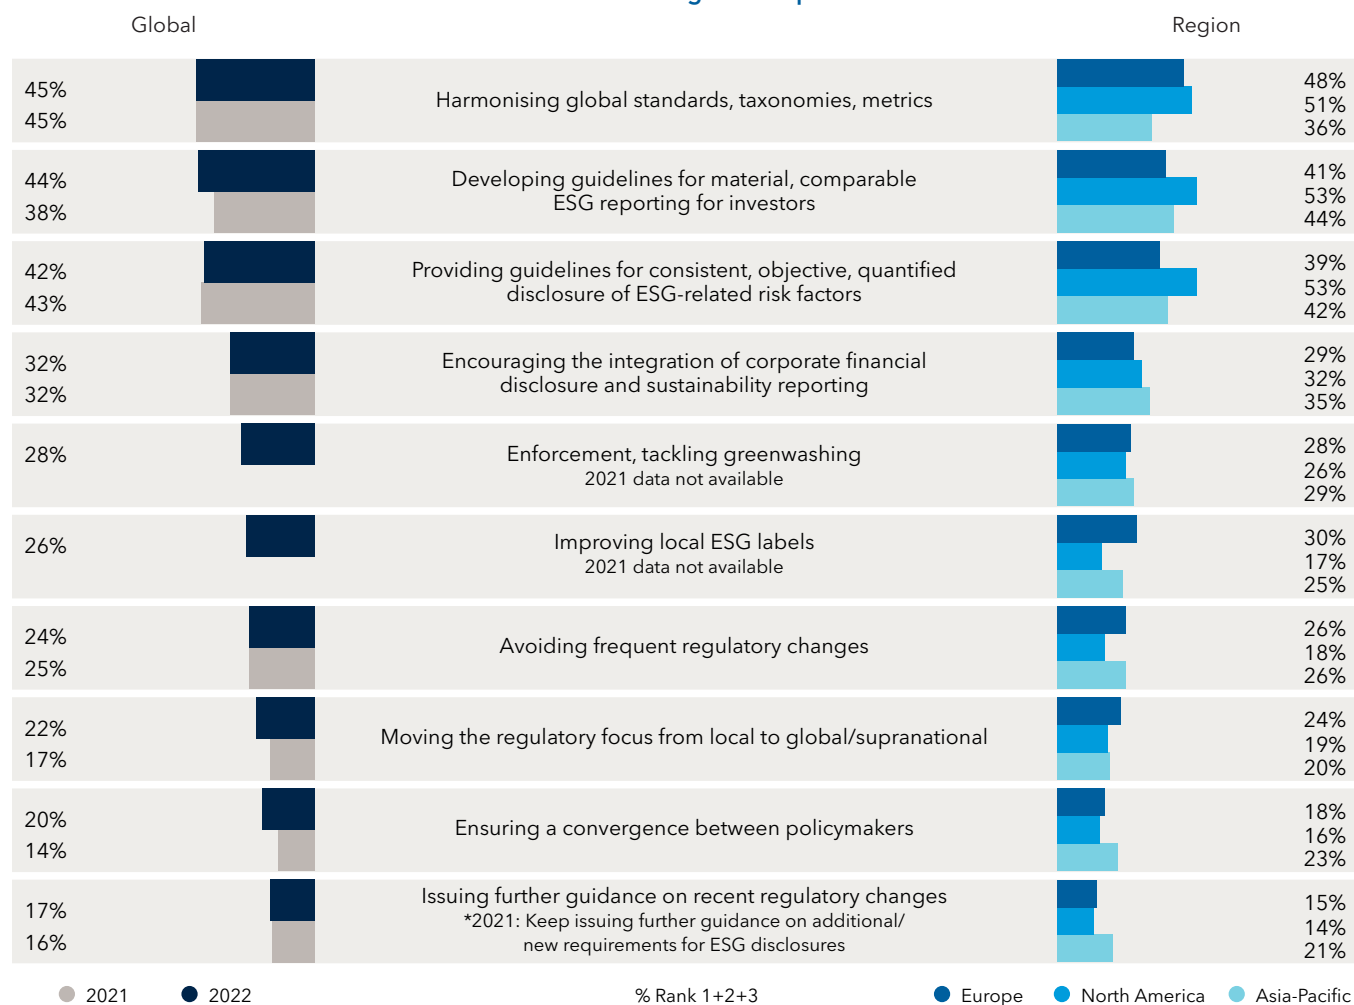 Global
Region
45%
45%
Harmonising global standards, taxonomies, metrics
48%
51%
36%
44%
38%
Developing guidelines for material, comparable
ESG reporting for investors
41%
53%
44%
42%
43%
Providing guidelines for consistent, objective, quantified
disclosure of ESG-related risk factors
39%
53%
42%
32%
32%
Encouraging the integration of corporate financial
disclosure and sustainability reporting
29%
32%
35%
28%
Enforcement, tackling greenwashing
2021 data not available
28%
26%
29%
26%
Improving local ESG labels
2021 data not available
30%
17%
25%
24%
25%
Avoiding frequent regulatory changes
26%
18%
26%
22%
17%
Moving the regulatory focus from local to global/supranational
24%
19%
20%
20%
14%
Ensuring a convergence between policymakers
18%
16%
23%
17%
16%
Issuing further guidance on recent regulatory changes
*2021: Keep issuing further guidance on additional/
new requirements for ESG disclosures
15%
14%
21%
2021
2022
% Rank 1+2+3
Europe
North America
Asia-Pacific